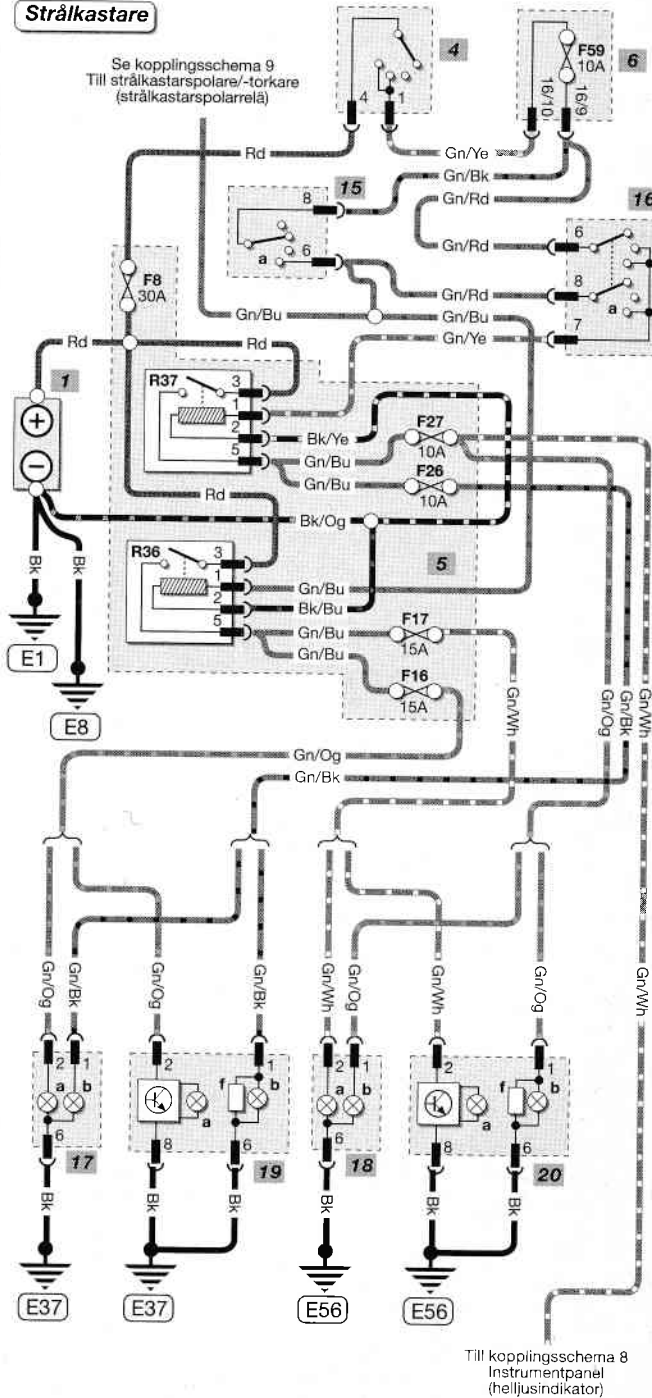 Strålkastare
Se kopplingsschema 9
Till strålkastarspolare/-torkare
(strålkastarspolarrelä)
4
4
1
F59
10A
6
16/10
16/9
Rd
Gn/Ye
Gn/Bk
15
8
Gn/Rd
16
a
6
Gn/Rd
6
F8
30A
Gn/Rd
8
a
Gn/Bu
Gn/Bu
Gn/Ye
7
Rd
Rd
1
R37
3
1
2
5
Bk/Ye
F27
10A
Gn/Bu
Gn/Bu
F26
10A
Rd
Bk/Og
R36
3
1
2
5
5
Bk
Bk
Gn/Bu
Bk/Bu
F17
15A
Gn/Bu
Gn/Bu
F16
15A
E1
E8
Gn/Wh
Gn/Og
Gn/Bk
Gn/Wh
Gn/Og
Gn/Bk
Gn/Og
Gn/Bk
Gn/Og
Gn/Bk
Gn/Wh
Gn/Og
Gn/Wh
Gn/Og
Gn/Wh
2
1
a
b
6
17
2
a
8
1
f
b
6
19
2
1
a
b
6
18
2
a
8
1
f
b
6
20
Bk
Bk
Bk
Bk
Bk
Bk
E37
E37
E56
E56
Till kopplingsschema 8
Instrumentpanel
(helljusindikator)